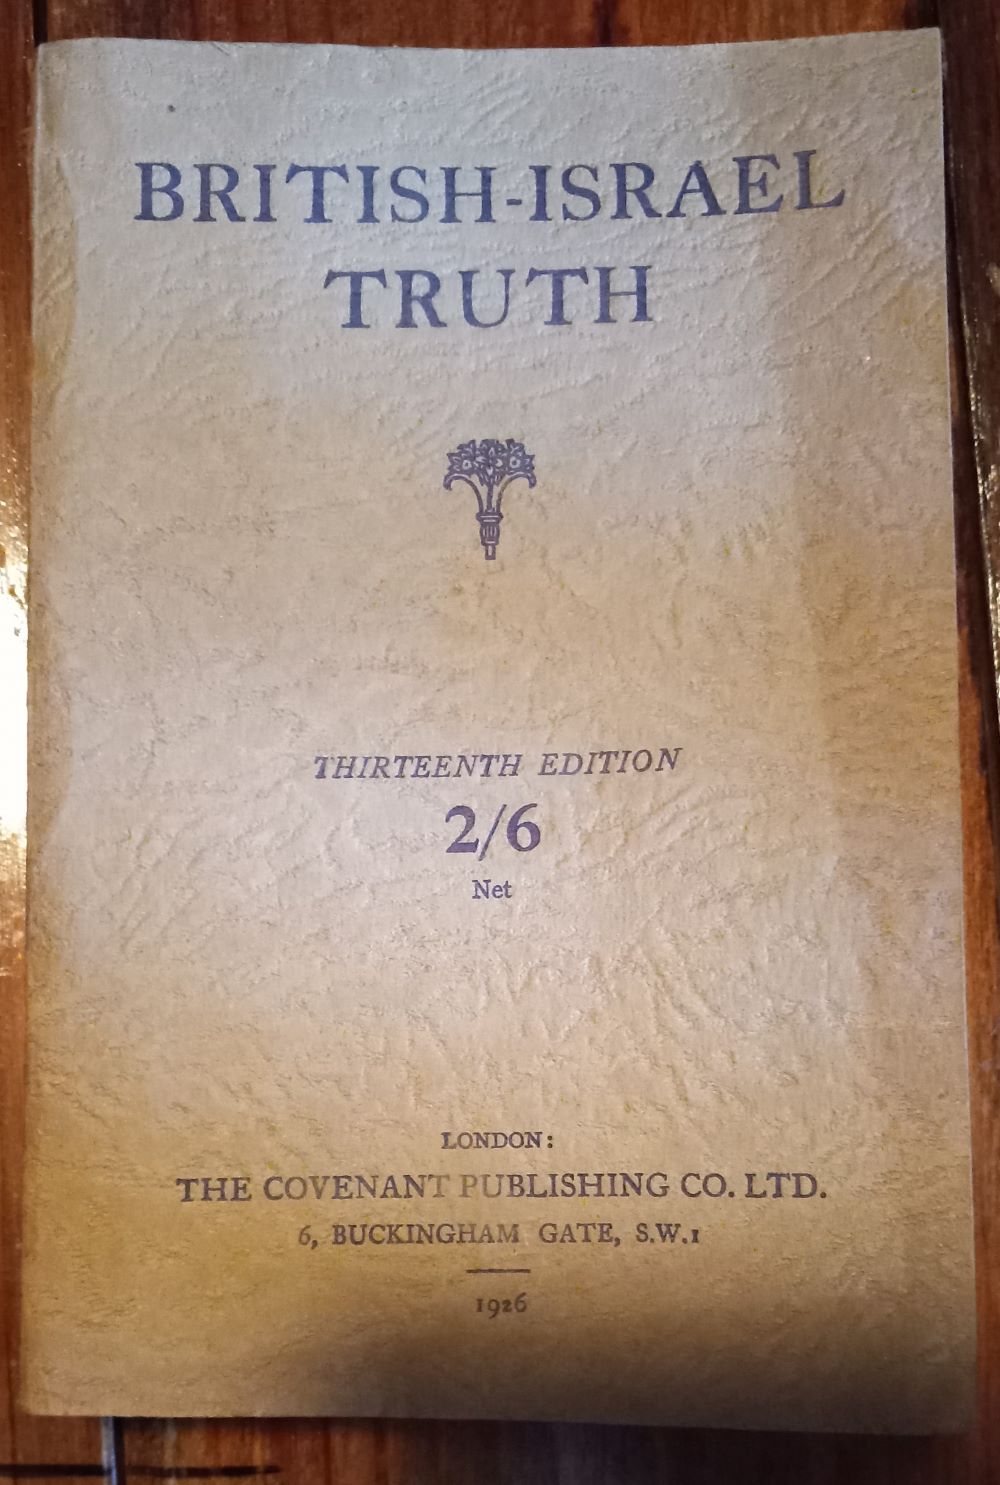 BRITISH-ISRAEL
TRUTH
THIRTEENTH EDITION
2/6
Net
LONDON:
THE COVENANT PUBLISHING CO. LTD.
6, BUCKINGHAM GATE, S.W.1
1926